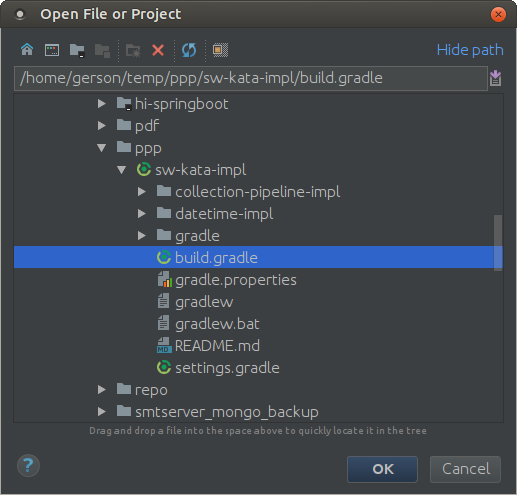 Open File or Project
Hide path
/home/gerson/temp/ppp/sw-kata-impl/build.gradle
hi-springboot
pdf
ppp
sw-kata-impl
collection-pipeline-impl
datetime-impl
gradle
build.gradle
gradle.properties
gradlew
gradlew.bat
MD README.md
settings.gradle
repo
smtserver_mongo_backup
Drag and drop a file into the space above to quickly locate it in the tree
? OK Cancel